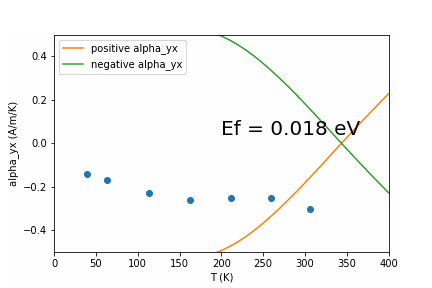 positive alpha_yx
negative alpha_yx
Ef = 0.018 eV
alpha_yx (A/m/K)
0.4
0.2
0.0
−0.2
−0.4
0 50 100 150 200 250 300 350 400
T (K)